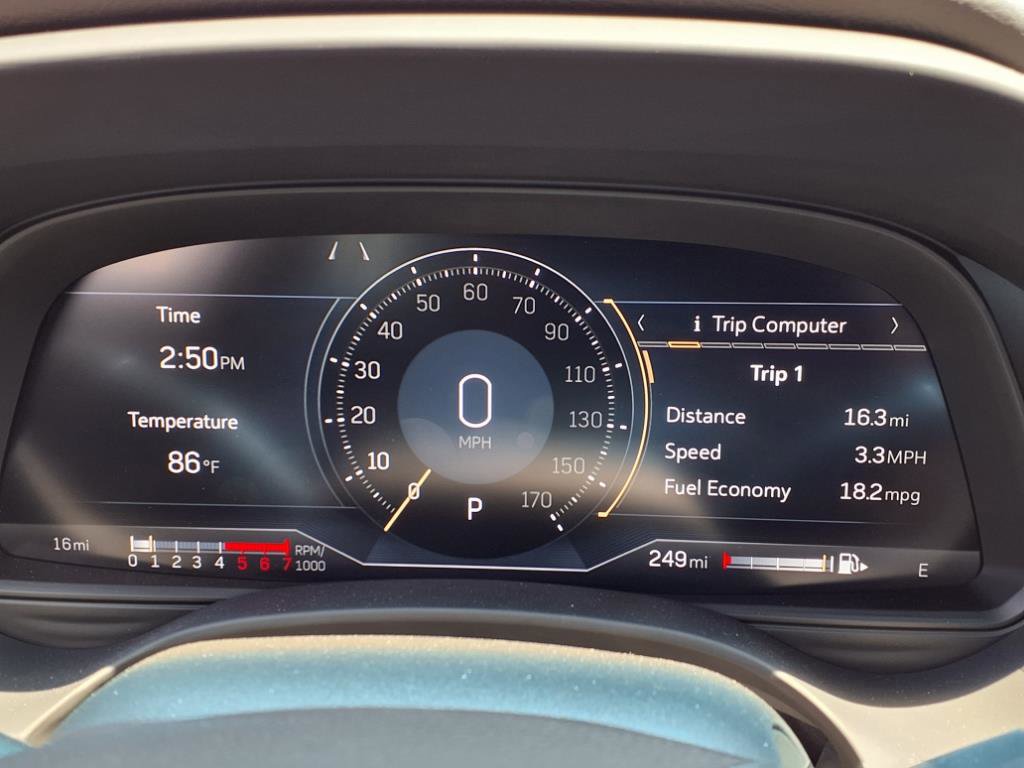 Time
2:50PM
Temperature
86°F
16mi
0 1 2 3 4 5 6 7
RPM/
1000
0 10 20 30 40 50 60 70 90 110 130 150 170
0
MPH
P
i Trip Computer
Trip 1
Distance 16.3mi
Speed 3.3MPH
Fuel Economy 18.2mpg
249mi
E